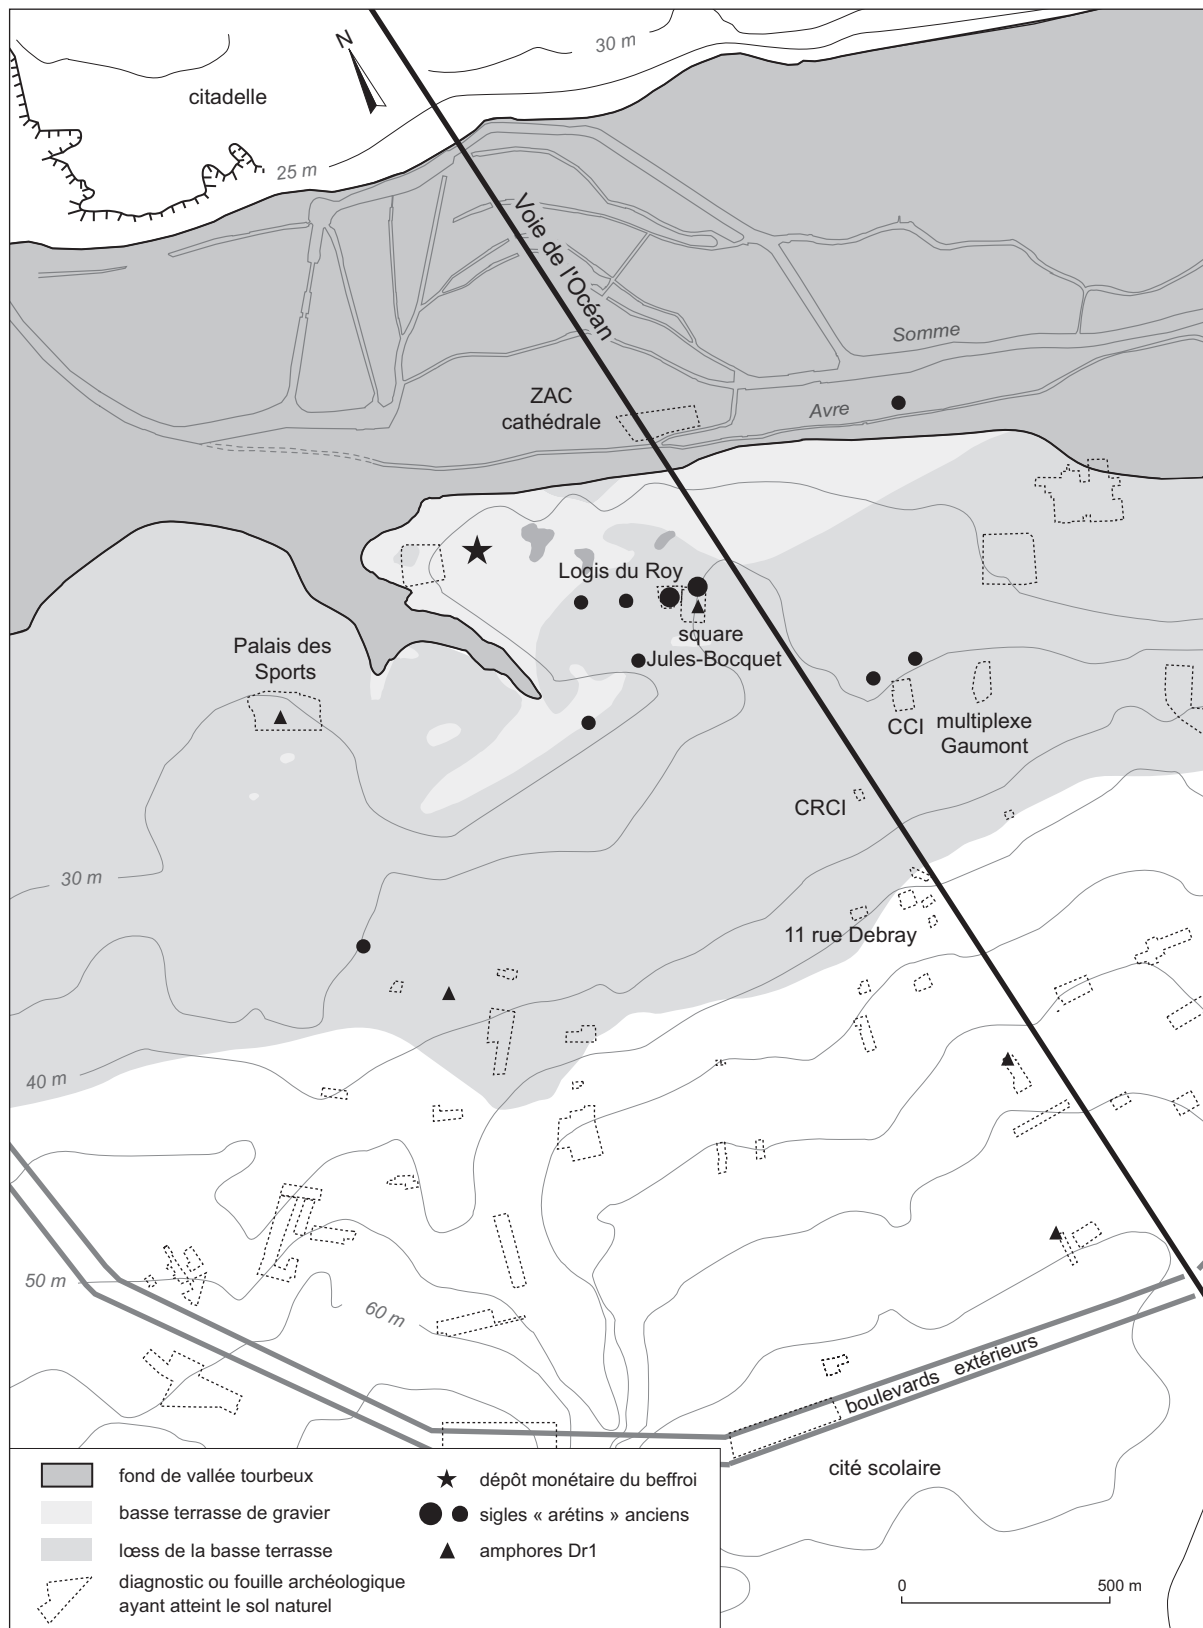 N
30 m
citadelle
25 m
Voie de l'Océan
Somme
ZAC
cathédrale
Avre
Logis du Roy
square
Jules-Bocquet
Palais des
Sports
CCI
multiplexe
Gaumont
CRCI
30 m
11 rue Debray
40 m
50 m
60 m
boulevards extérieurs
cité scolaire
fond de vallée tourbeux
basse terrasse de gravier
lœss de la basse terrasse
diagnostic ou fouille archéologique
ayant atteint le sol naturel
dépôt monétaire du beffroi
sigles « arétins » anciens
amphores Dr1
0
500 m